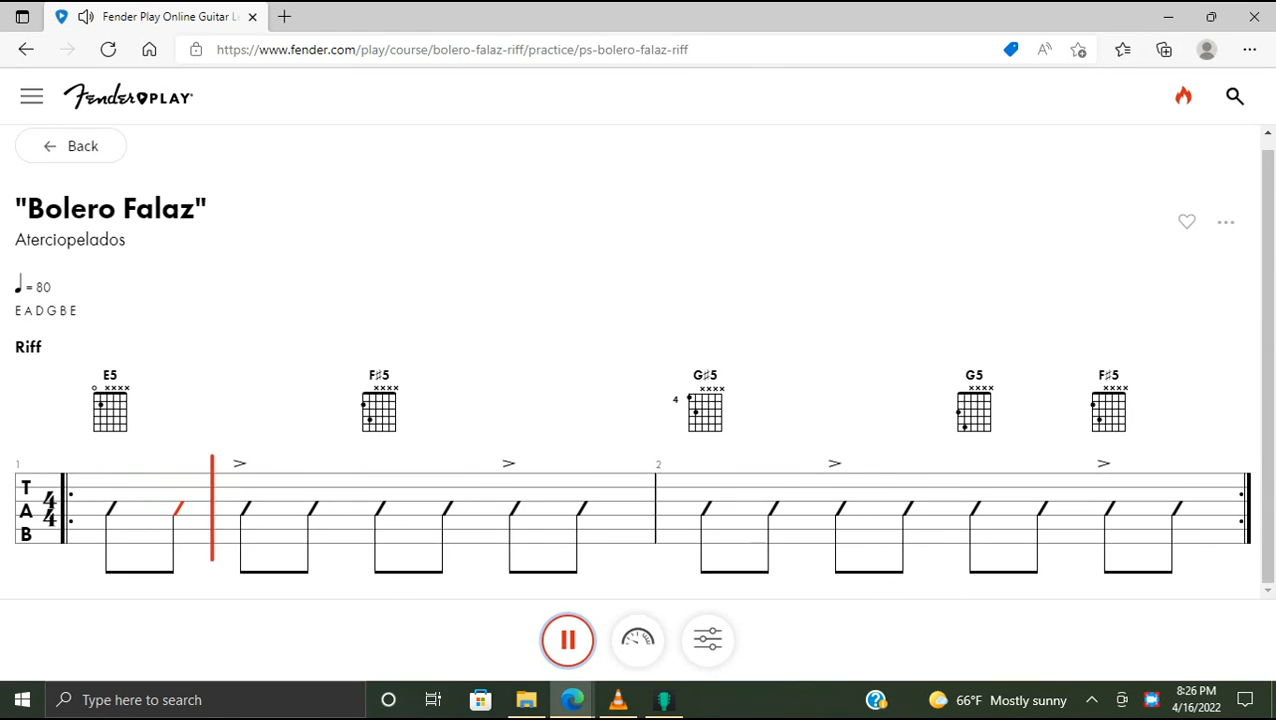 Fender Play Online Guitar L
https://www.fender.com/play/course/bolero-falaz-riff/practice/ps-bolero-falaz-riff
Fender PLAY
Back
"Bolero Falaz"
Aterciopelados
= 80
E A D G B E
Riff
E5 F♯5 G♯5 G5 F♯5
o x x x x x x x x x x x x x x x x x x x x
4
1 > > 2 > >
T
A
B
4
4
Type here to search
66°F Mostly sunny
8:26 PM
4/16/2022